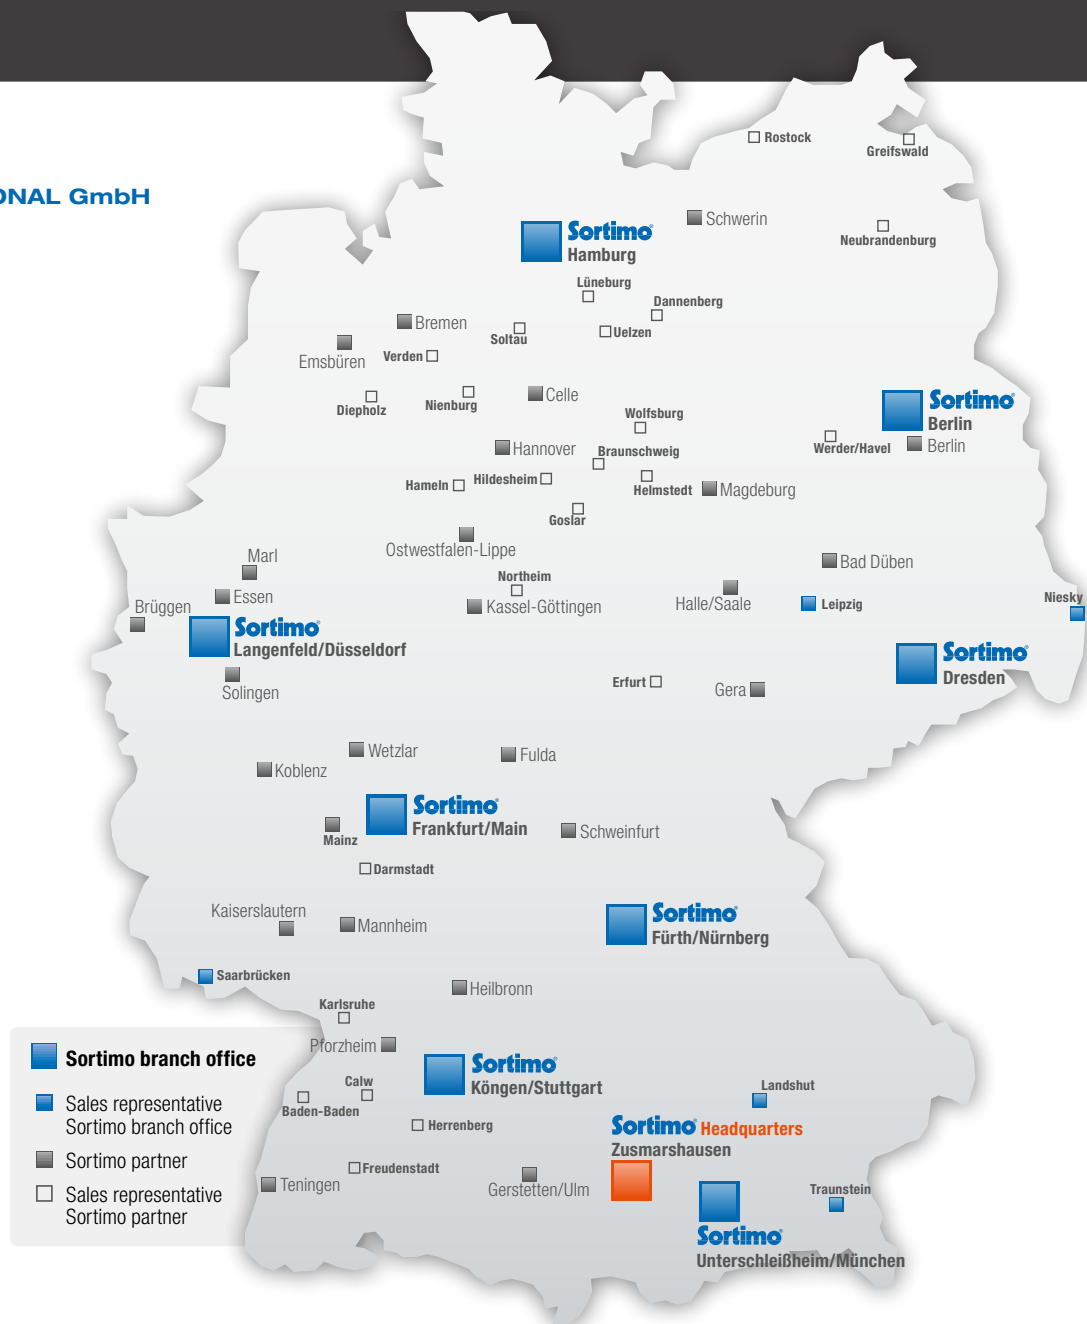 ONAL GmbH
Rostock
Greifswald
Schwerin
Neubrandenburg
Sortimo®
Hamburg
Lüneburg
Dannenberg
Bremen
Soltau
Uelzen
Emsbüren
Verden
Diepholz
Nienburg
Celle
Sortimo®
Berlin
Wolfsburg
Werder/Havel
Berlin
Hannover
Braunschweig
Hameln
Hildesheim
Helmstedt
Magdeburg
Goslar
Ostwestfalen-Lippe
Marl
Bad Düben
Northeim
Essen
Brüggen
Kassel-Göttingen
Halle/Saale
Leipzig
Niesky
Sortimo®
Langenfeld/Düsseldorf
Sortimo®
Dresden
Solingen
Erfurt
Gera
Wetzlar
Fulda
Koblenz
Sortimo®
Frankfurt/Main
Mainz
Schweinfurt
Darmstadt
Kaiserslautern
Mannheim
Sortimo®
Fürth/Nürnberg
Saarbrücken
Heilbronn
Karlsruhe
Pforzheim
Sortimo®
Köngen/Stuttgart
Calw
Baden-Baden
Landshut
Herrenberg
Sortimo® Headquarters
Zusmarshausen
Freudenstadt
Teningen
Gerstetten/Ulm
Traunstein
Sortimo®
Unterschleißheim/München
Sortimo branch office
Sales representative
Sortimo branch office
Sortimo partner
Sales representative
Sortimo partner